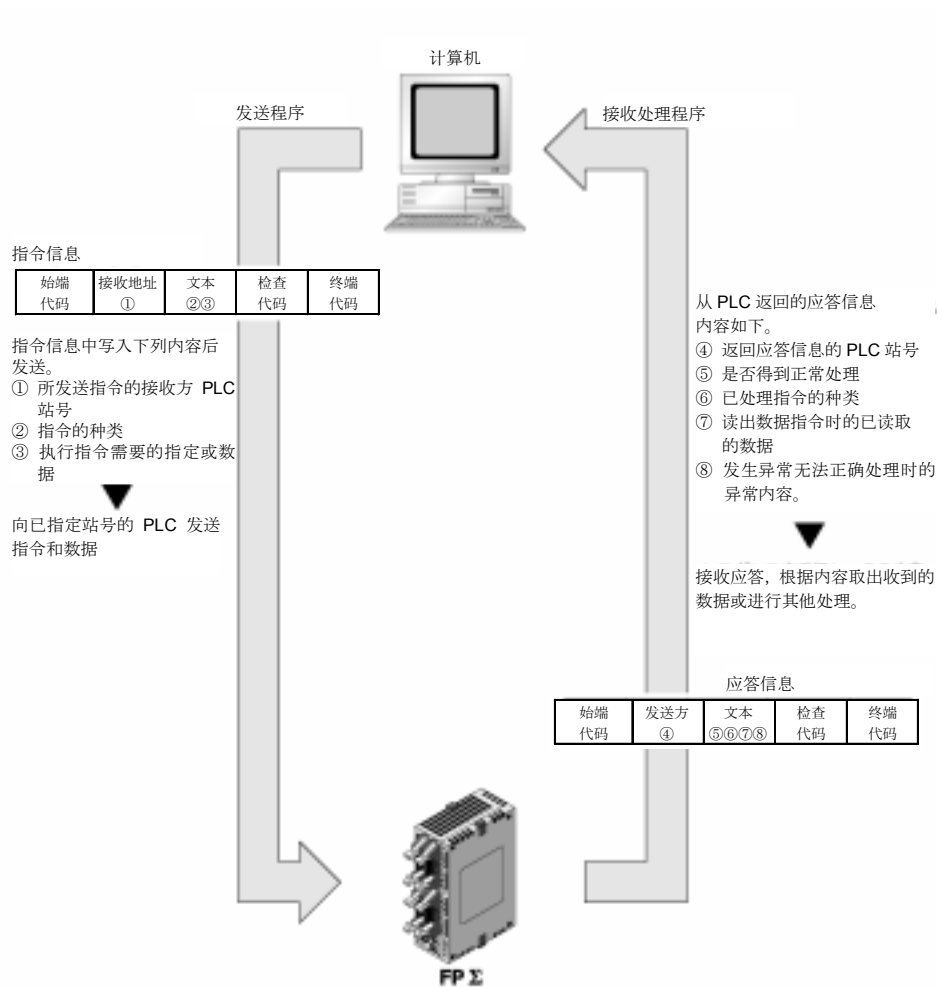 计算机
发送程序
接收处理程序
指令信息
始端 接收地址 文本 检查 终端
代码 ① ②③ 代码 代码
指令信息中写入下列内容后
发送。
① 所发送指令的接收方 PLC
站号
② 指令的种类
③ 执行指令需要的指定或数
据
向已指定站号的 PLC 发送
指令和数据
从 PLC 返回的应答信息
内容如下。
④ 返回应答信息的 PLC 站号
⑤ 是否得到正常处理
⑥ 已处理指令的种类
⑦ 读出数据指令时的已读取
的数据
⑧ 发生异常无法正确处理时的
异常内容。
接收应答，根据内容取出收到的
数据或进行其他处理。
应答信息
始端 发送方 文本 检查 终端
代码 ④ ⑤⑥⑦⑧ 代码 代码
FP Σ